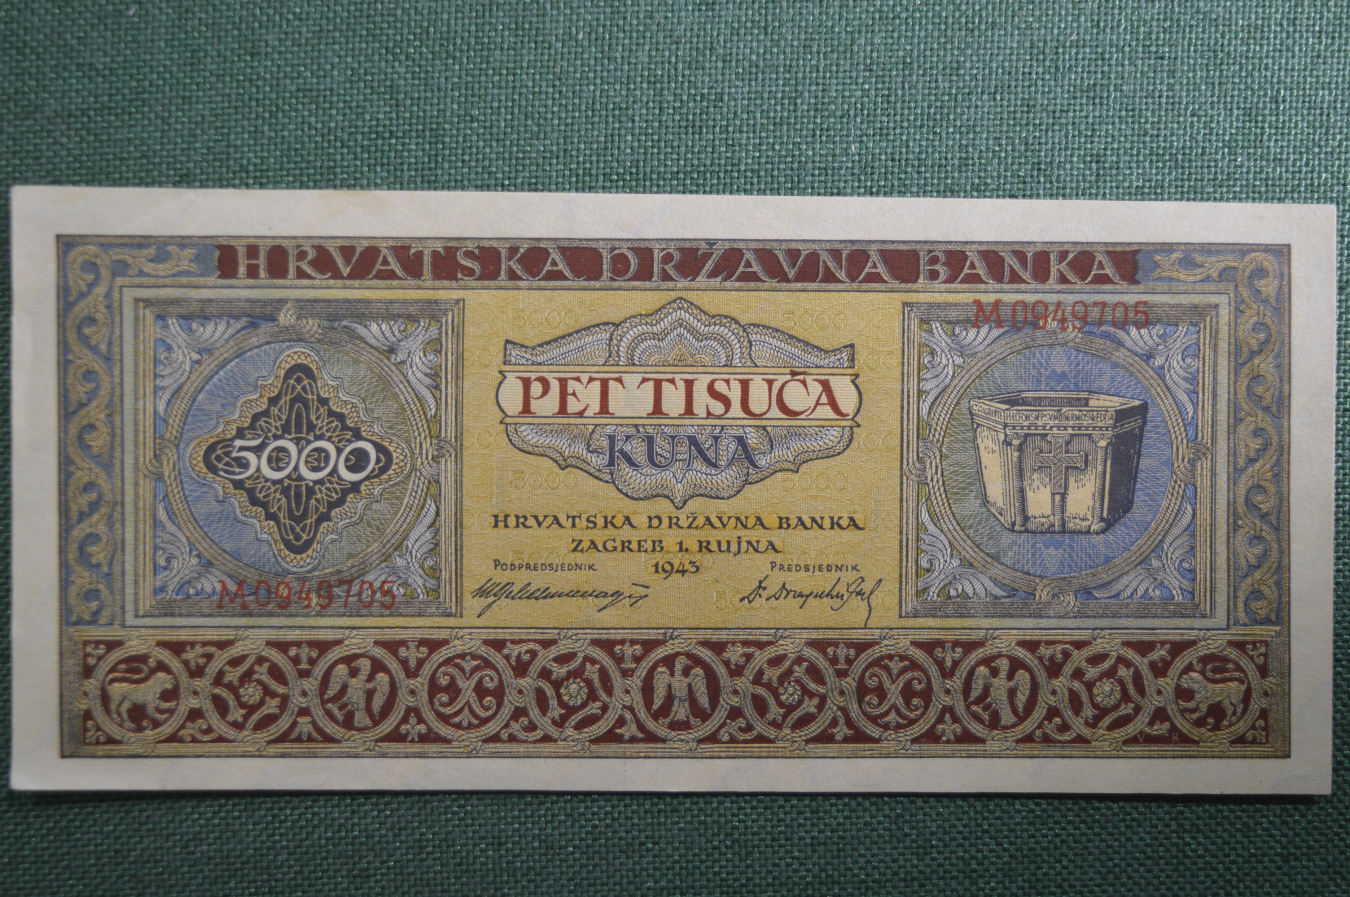 HRVATSKA DRŽAVNA BANKA
M0949705
PET TISUĆA
KUNA
5000
HRVATSKA DRŽAVNA BANKA
ZAGREB 1. RUJNA
1943
PODPREDSJEDNIK
PREDSJEDNIK
M0949705